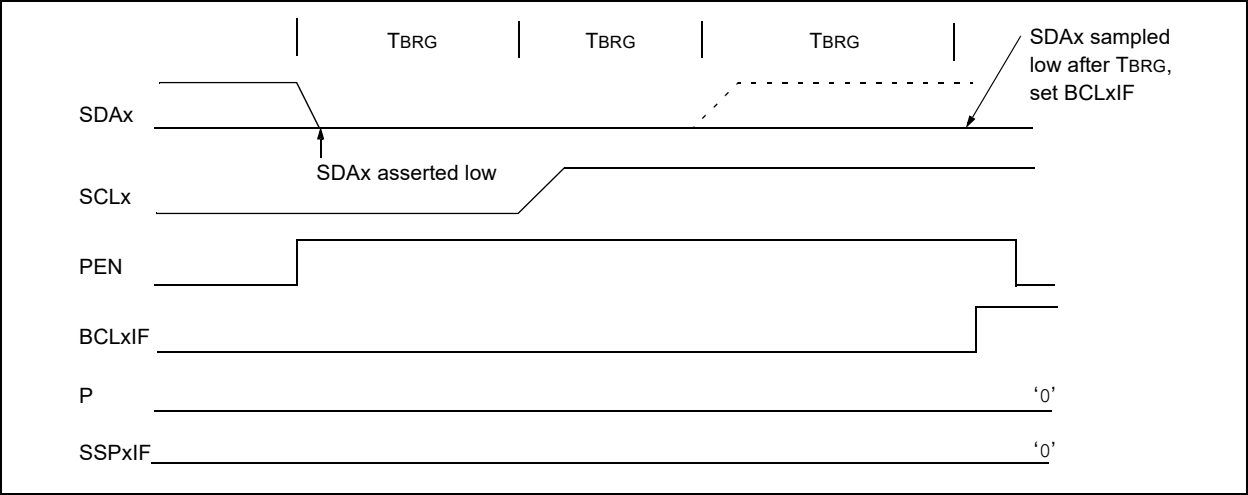 TBRG
TBRG
TBRG
SDAx sampled
low after TBRG,
set BCLxIF
SDAx
SDAx asserted low
SCLx
PEN
BCLxIF
P
‘0’
SSPxIF
‘0’